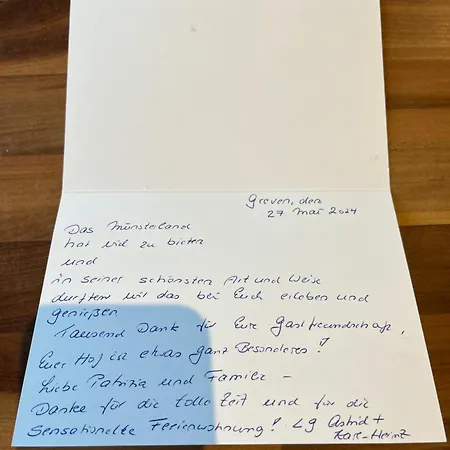 Greven, den
27 Mai 2024
Das Münsterland
hat viel zu bieten
und
in seiner schönsten Art und Weise
durften wir das bei Euch erleben und
genießen
Tausend Dank für Eure Gastfreundschaft,
Euer Hof ist etwas ganz Besonderes!
Liebe Patrizia und Familie -
Danke für die tolle Zeit und für die
Sensationelle Ferienwohnung! Lg Astrid +
Karl-Heinz